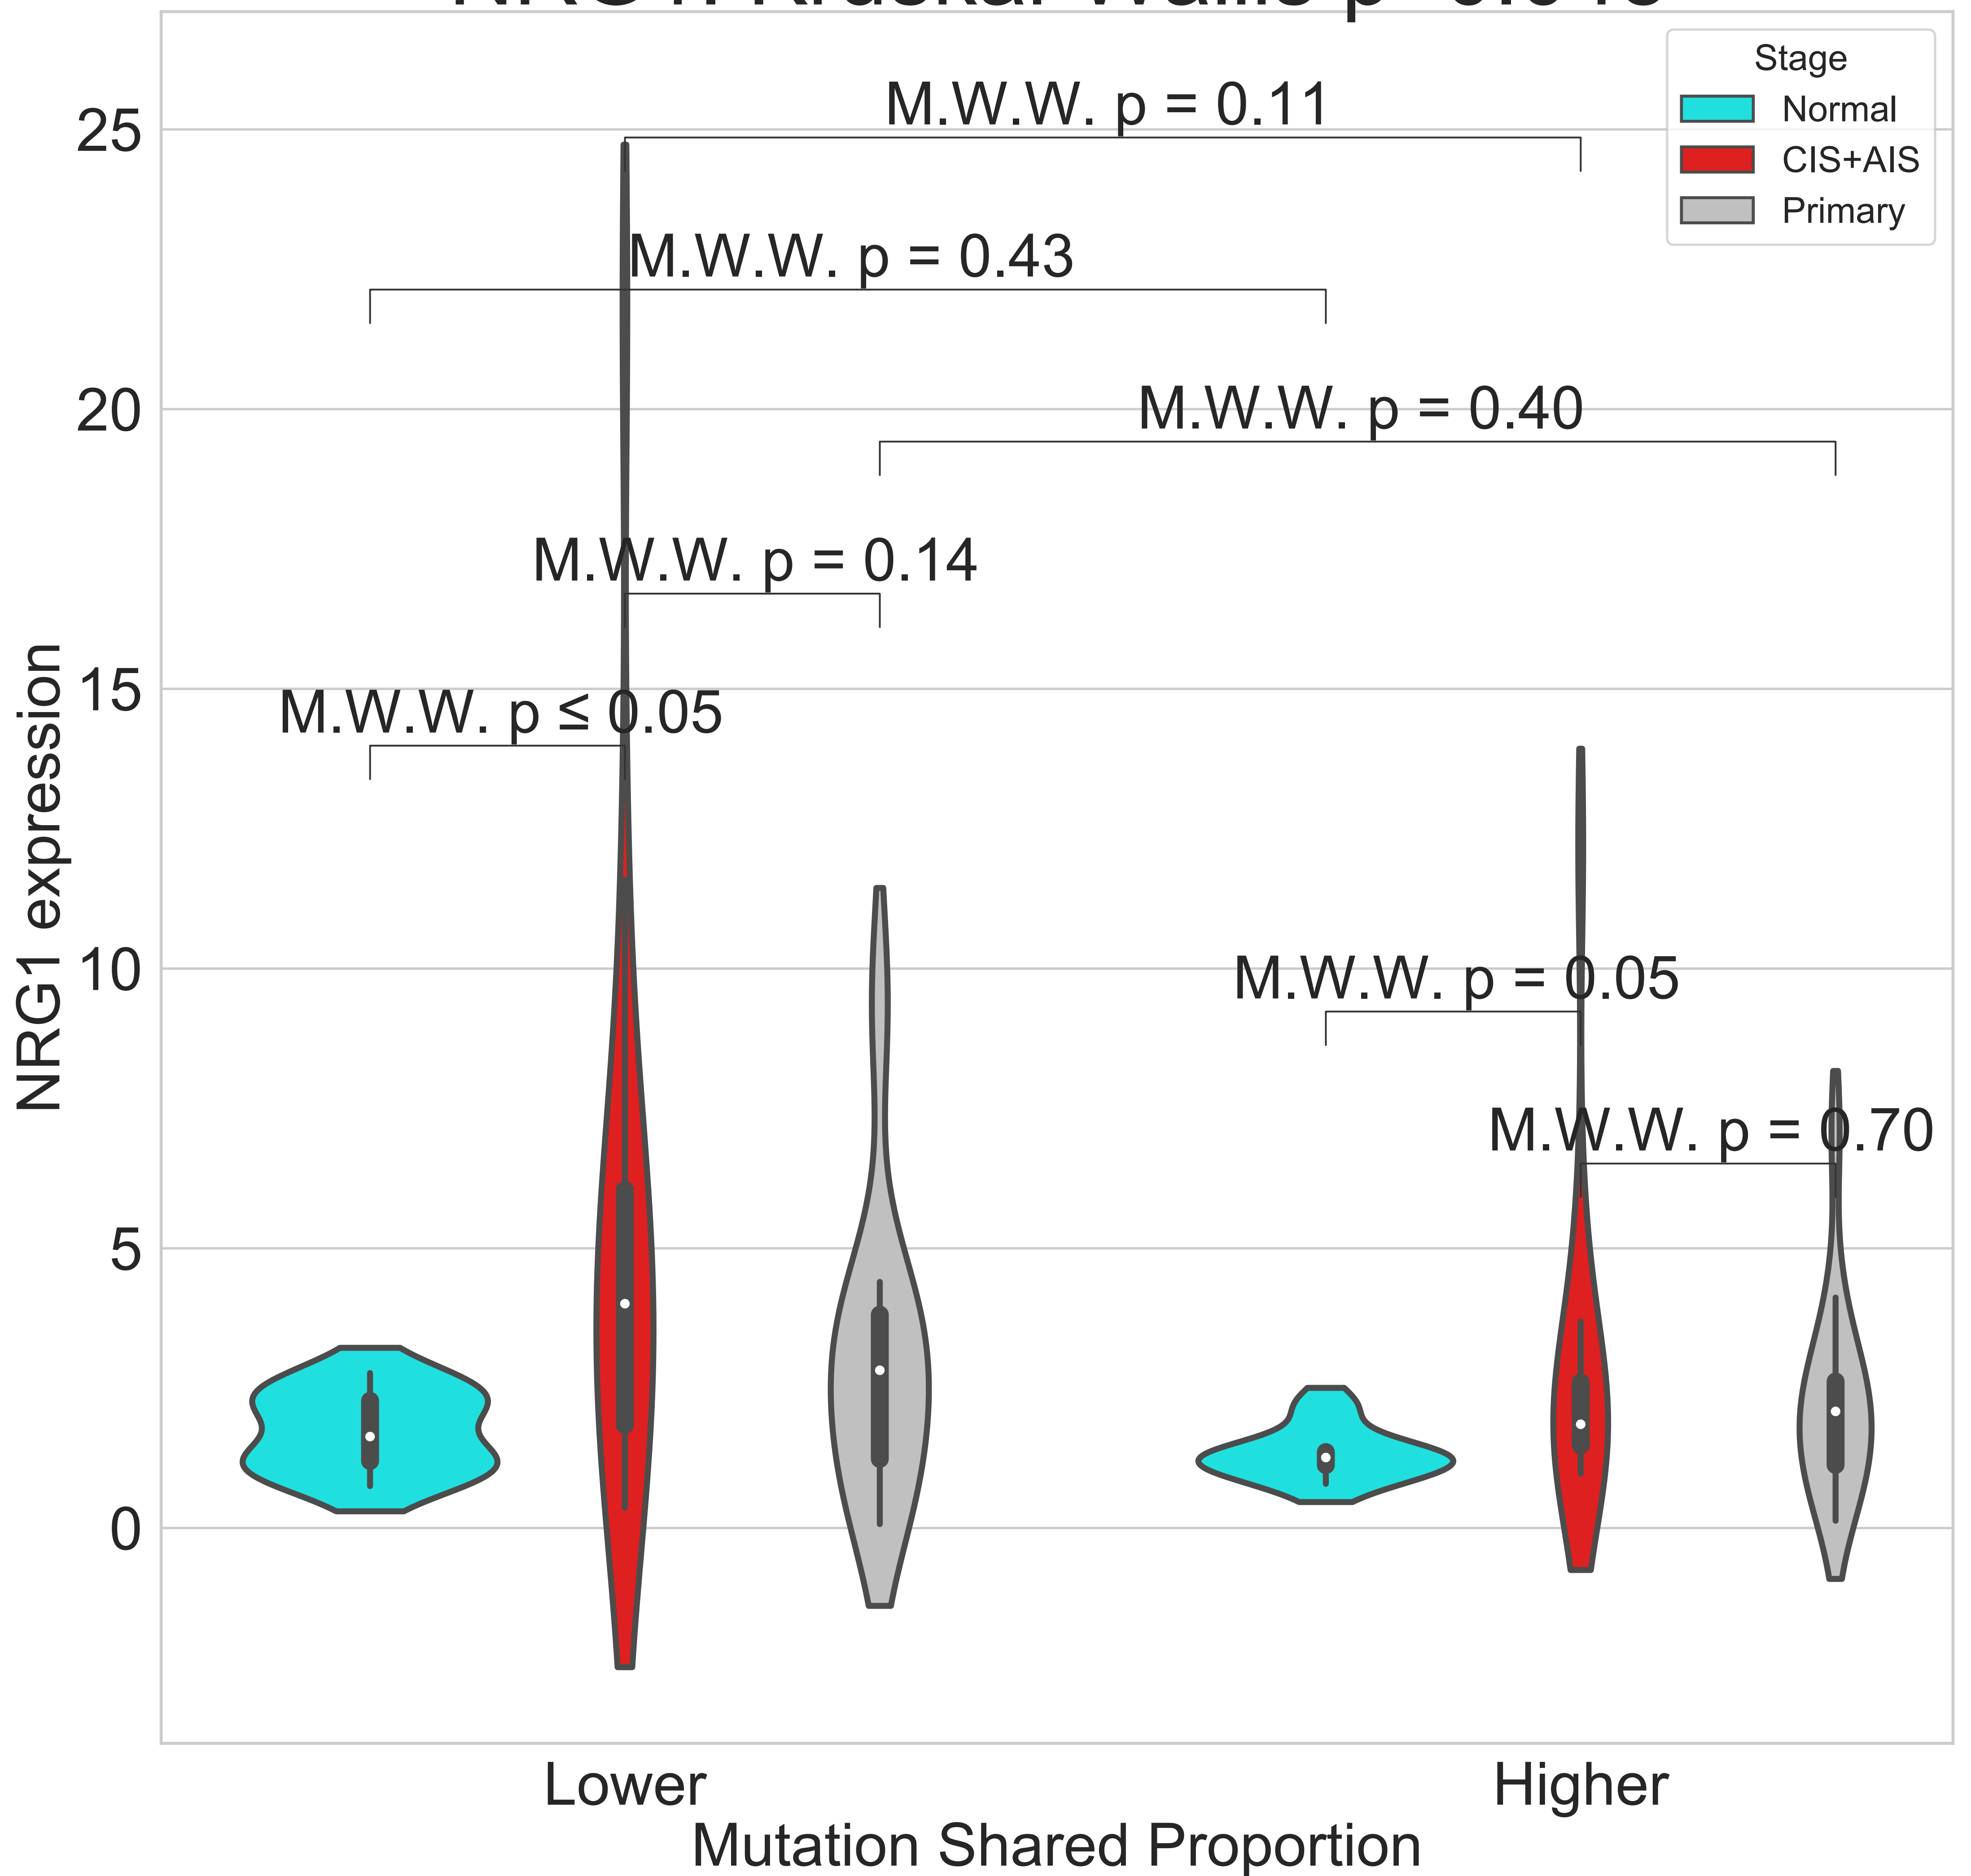 Stage
Normal
CIS+AIS
Primary
M.W.W. p = 0.11
M.W.W. p = 0.43
M.W.W. p = 0.40
M.W.W. p = 0.14
M.W.W. p ≤ 0.05
M.W.W. p = 0.05
M.W.W. p = 0.70
25
20
15
10
5
0
NRG1 expression
Lower
Higher
Mutation Shared Proportion